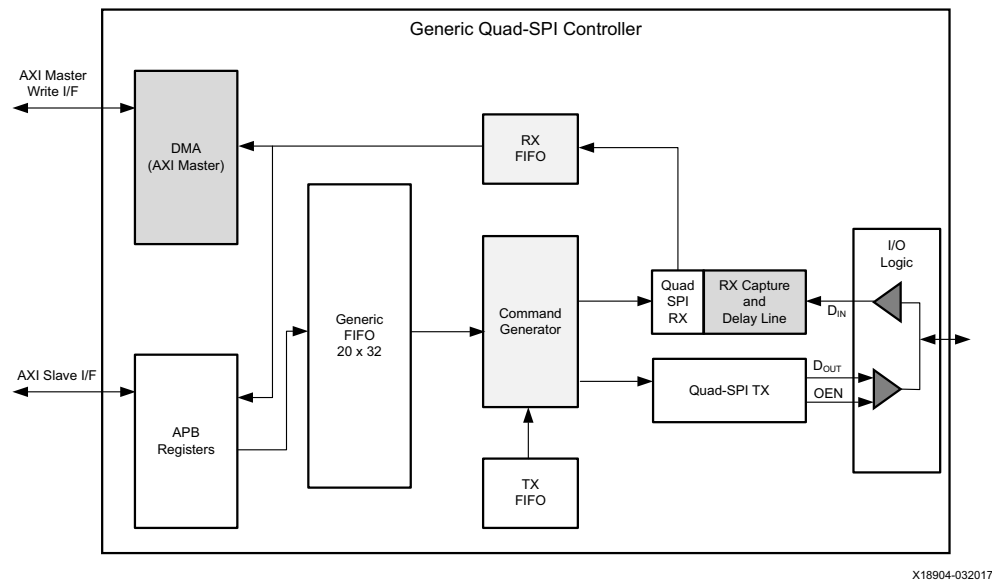 Generic Quad-SPI Controller
AXI Master
Write I/F
DMA
(AXI Master)
RX
FIFO
I/O
Logic
Quad
SPI
RX
RX Capture
and
Delay Line
D_IN
Generic
FIFO
20 x 32
Command
Generator
AXI Slave I/F
APB
Registers
Quad-SPI TX
D_OUT
OEN
TX
FIFO
X18904-032017